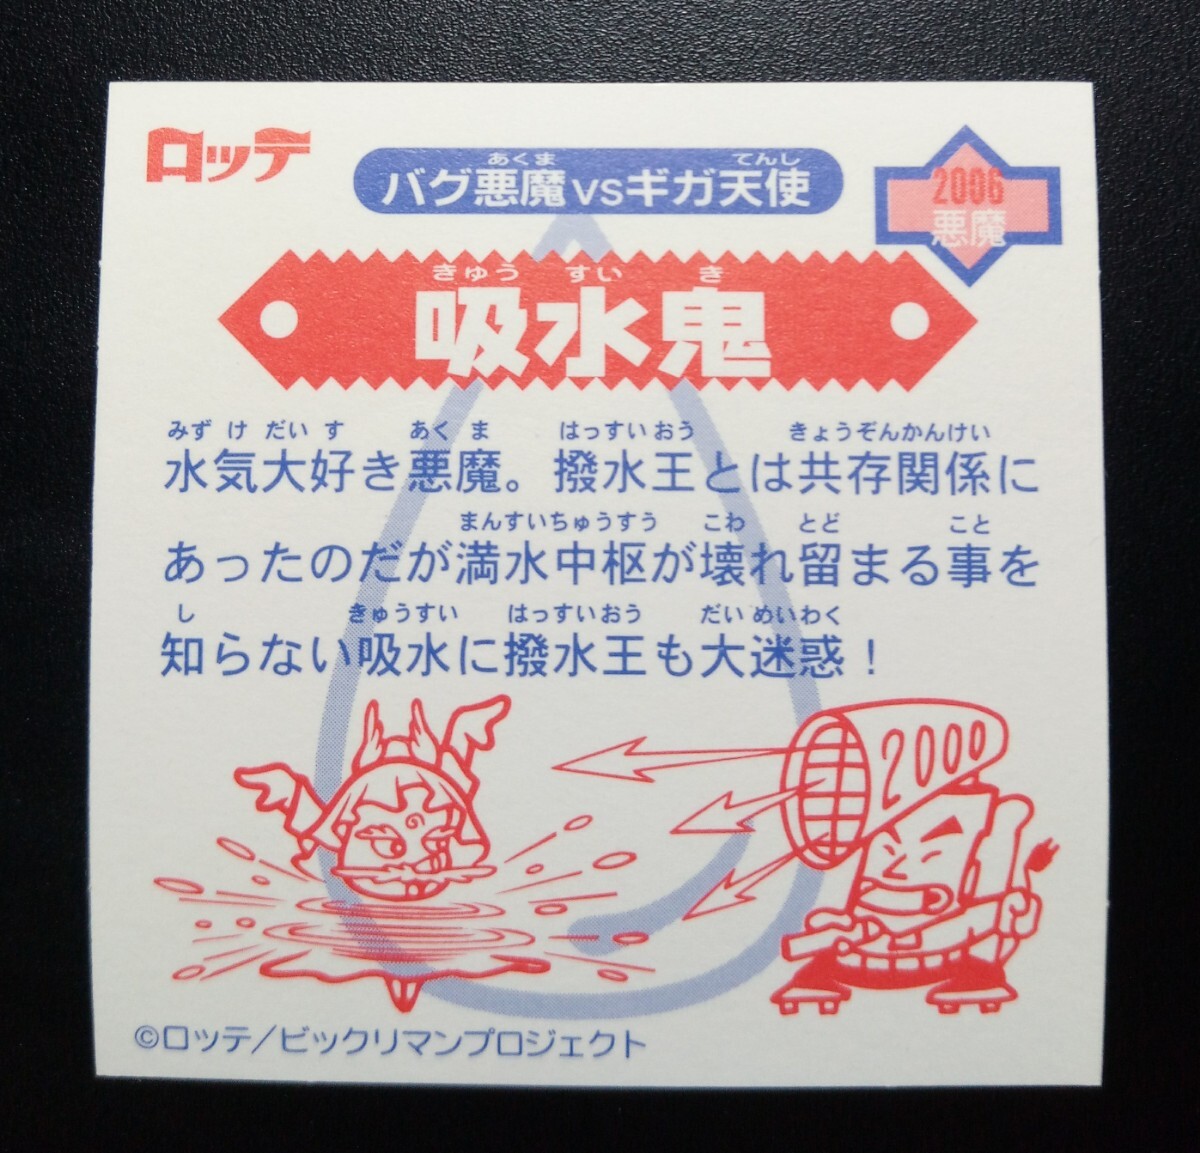 ロッテ
あくま てんし
バグ悪魔vsギガ天使
2006
悪魔
きゅう すい き
吸水鬼
みず け だい す あく ま はっすいおう きょうぞんかんけい
水気大好き悪魔。撥水王とは共存関係に
まんすいちゅうすう こわ とど こと
あったのだが満水中枢が壊れ留まる事を
し きゅうすい はっすいおう だい めいわく
知らない吸水に撥水王も大迷惑！
2000
©ロッテ/ビックリマンプロジェクト